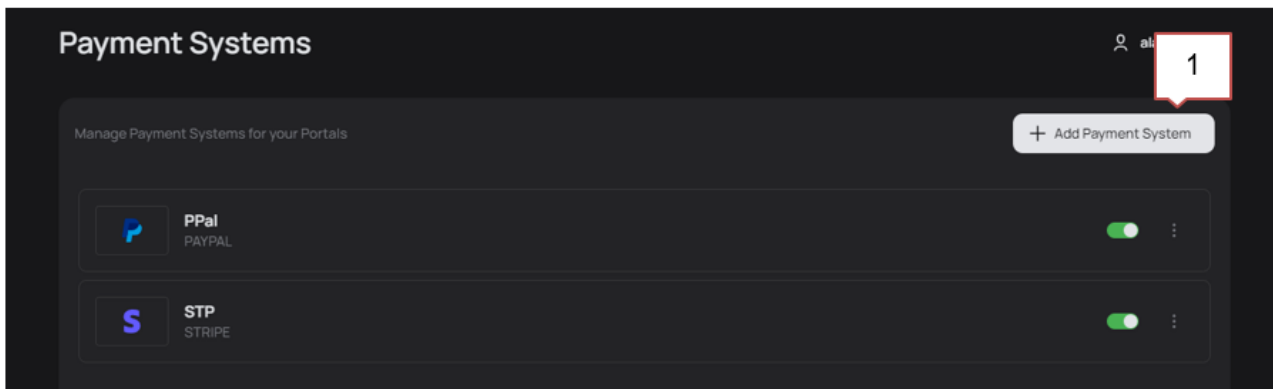 Payment Systems
1
Manage Payment Systems for your Portals
+ Add Payment System
PPal
PAYPAL
STP
STRIPE